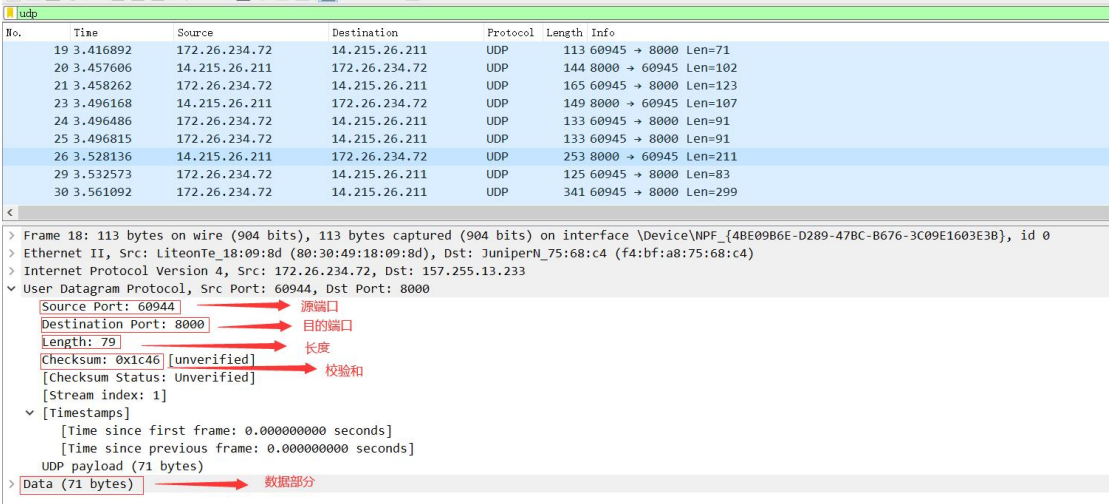 udp
No. Time Source Destination Protocol Length Info
19 3.416892 172.26.234.72 14.215.26.211 UDP 113 60945 → 8000 Len=71
20 3.457606 14.215.26.211 172.26.234.72 UDP 144 8000 → 60945 Len=102
21 3.458262 172.26.234.72 14.215.26.211 UDP 165 60945 → 8000 Len=123
23 3.496168 14.215.26.211 172.26.234.72 UDP 149 8000 → 60945 Len=107
24 3.496486 172.26.234.72 14.215.26.211 UDP 133 60945 → 8000 Len=91
25 3.496815 172.26.234.72 14.215.26.211 UDP 133 60945 → 8000 Len=91
26 3.528136 14.215.26.211 172.26.234.72 UDP 253 8000 → 60945 Len=211
29 3.532573 172.26.234.72 14.215.26.211 UDP 125 60945 → 8000 Len=83
30 3.561092 172.26.234.72 14.215.26.211 UDP 341 60945 → 8000 Len=299
Frame 18: 113 bytes on wire (904 bits), 113 bytes captured (904 bits) on interface \Device\NPF_{4BE09B6E-D289-47BC-B676-3C09E1603E3B}, id 0
Ethernet II, Src: LiteonTe_18:09:8d (80:30:49:18:09:8d), Dst: JuniperN_75:68:c4 (f4:bf:a8:75:68:c4)
Internet Protocol Version 4, Src: 172.26.234.72, Dst: 157.255.13.233
User Datagram Protocol, Src Port: 60944, Dst Port: 8000
Source Port: 60944 源端口
Destination Port: 8000 目的端口
Length: 79 长度
Checksum: 0x1c46 [unverified] 校验和
[Checksum Status: Unverified]
[Stream index: 1]
[Timestamps]
[Time since first frame: 0.000000000 seconds]
[Time since previous frame: 0.000000000 seconds]
UDP payload (71 bytes)
Data (71 bytes) 数据部分